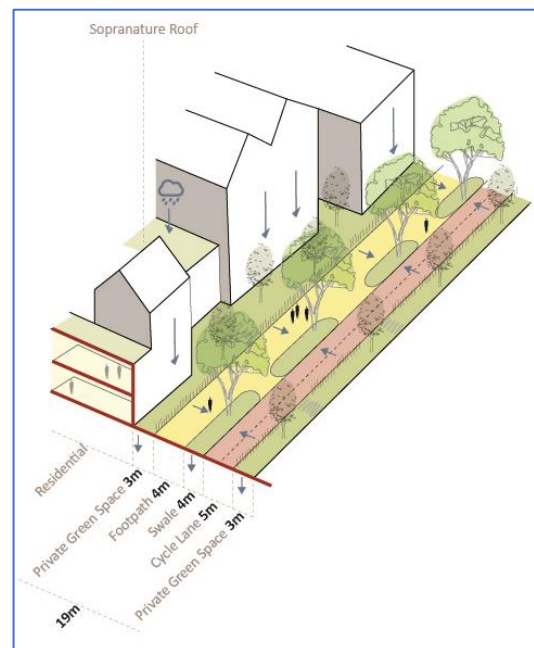 Sopranature Roof
Residential
Private Green Space 3m
Footpath 4m
Swale 4m
Cycle Lane 5m
Private Green Space 3m
19m